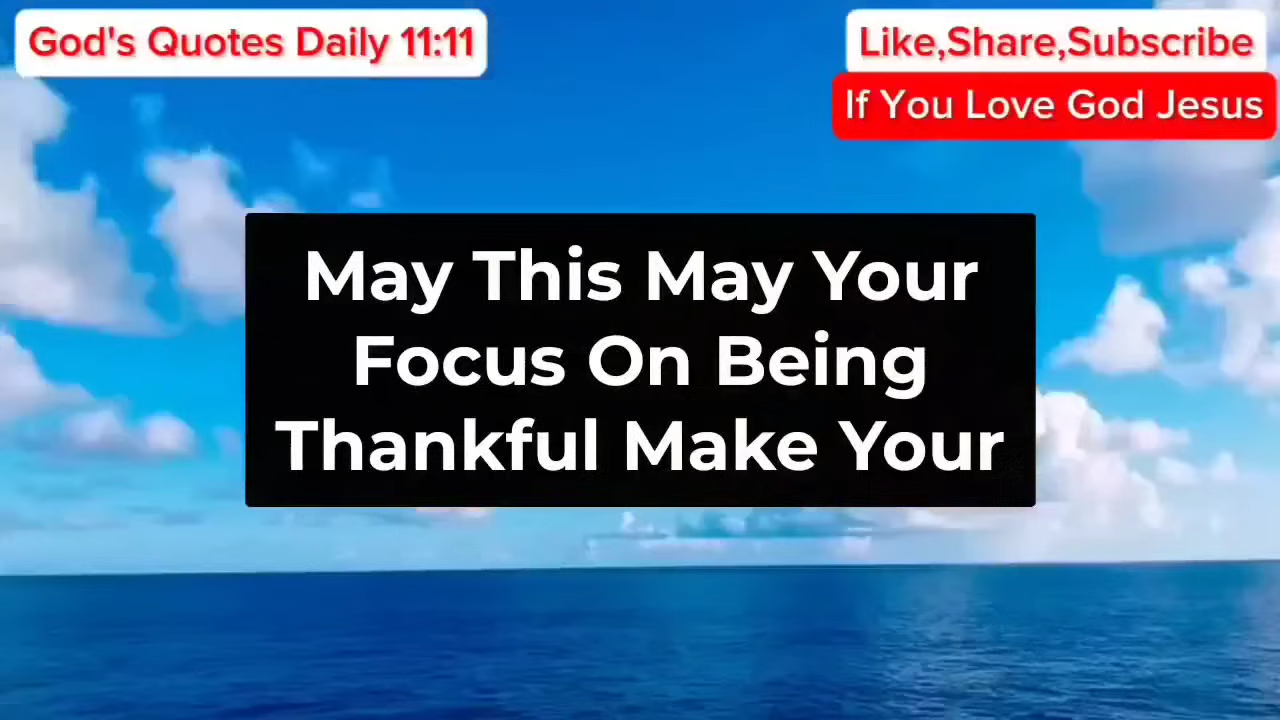 God's Quotes Daily 11:11
Like,Share,Subscribe
If You Love God Jesus
May This May Your
Focus On Being
Thankful Make Your